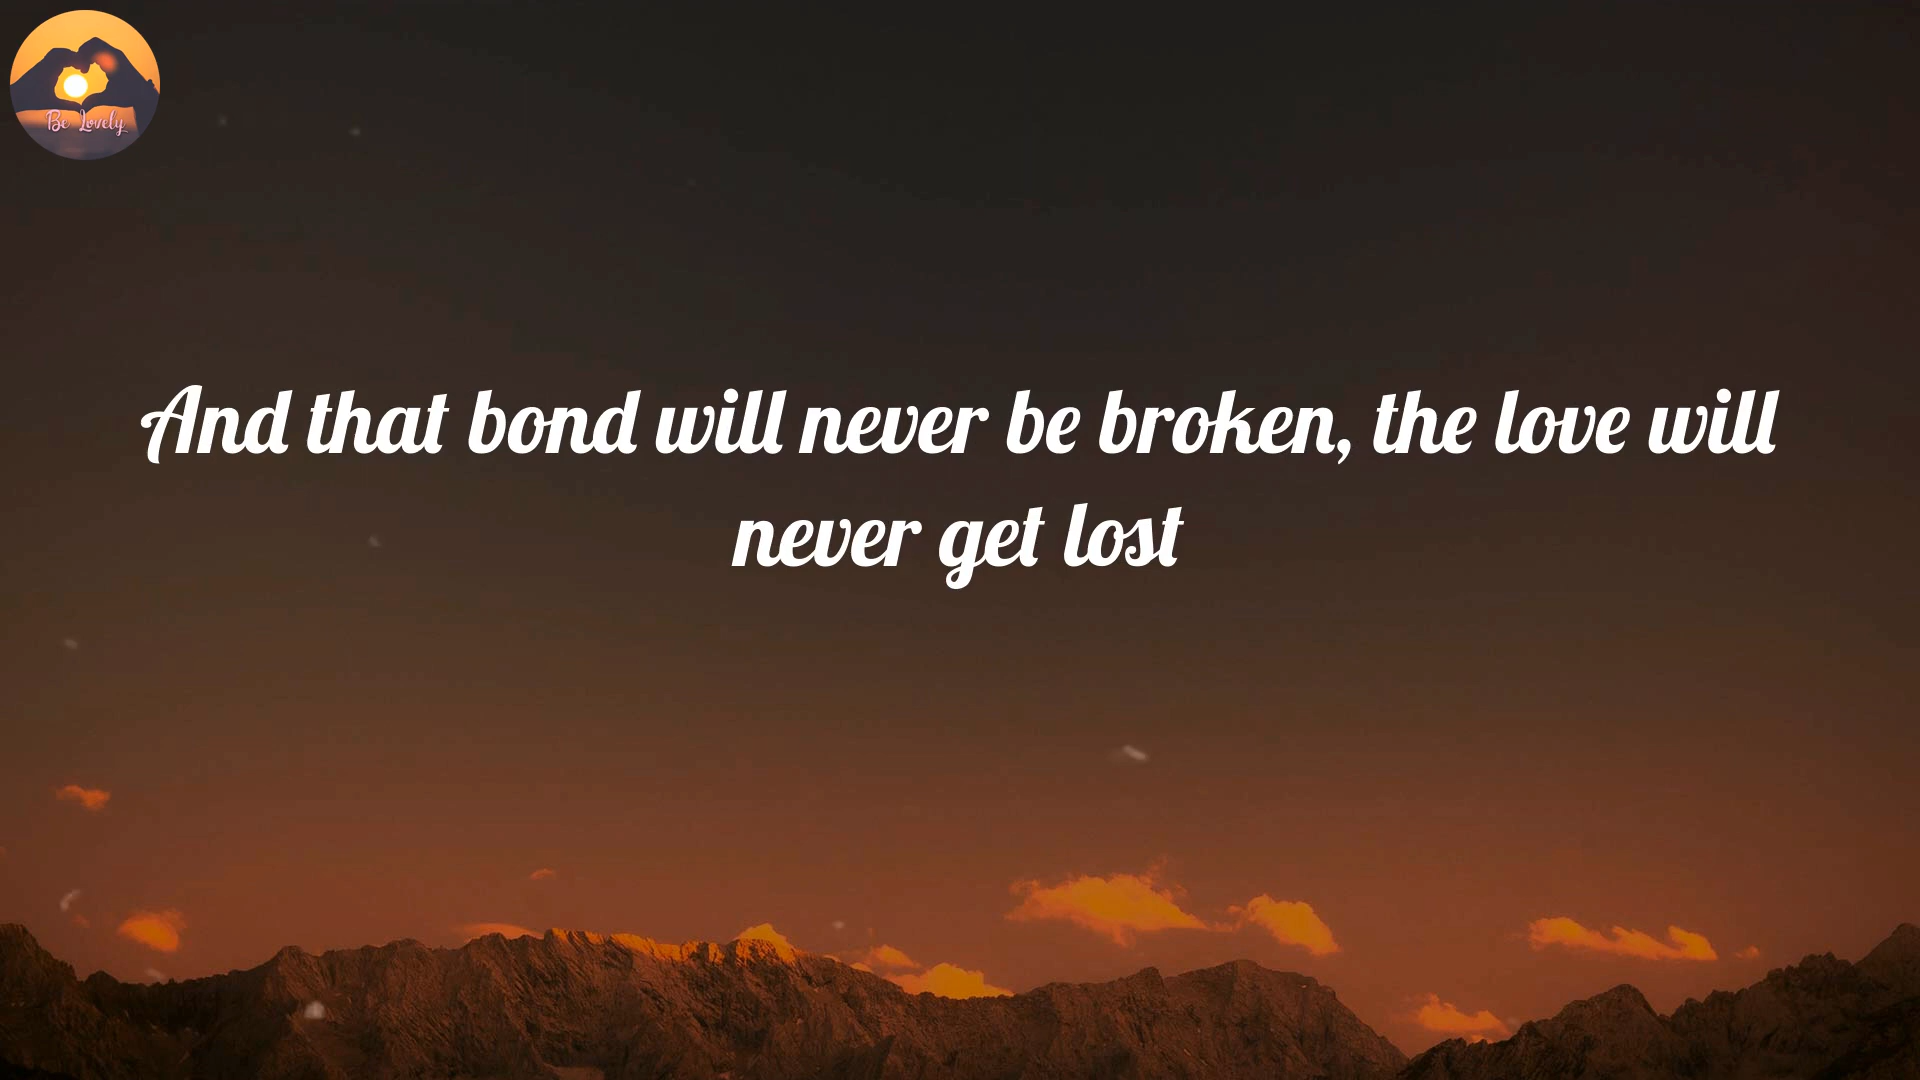 Be Lovely
And that bond will never be broken, the love will
never get lost